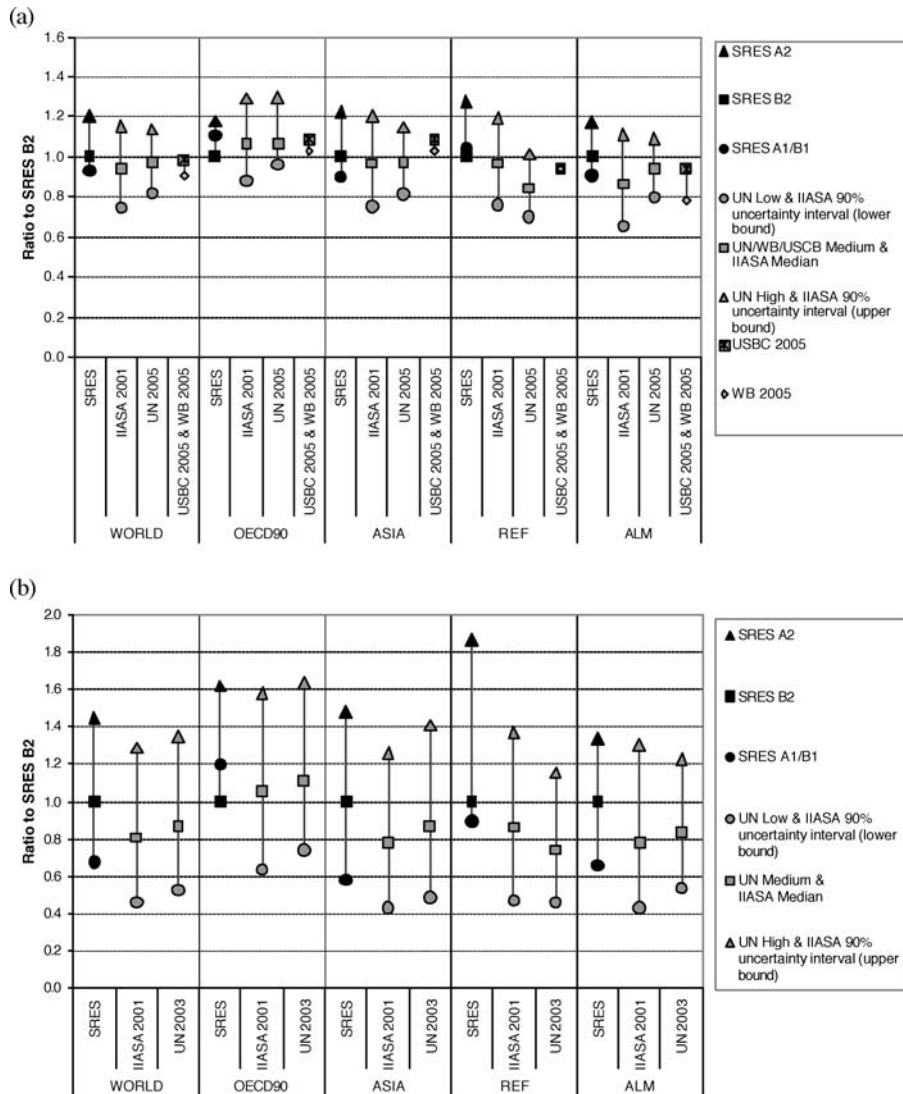 (a)
1.6
1.4
1.2
1.0
0.8
0.6
0.4
0.2
0.0
Ratio to SRES B2
SRES
IIASA 2001
UN 2005
USBC 2005 & WB 2005
SRES
IIASA 2001
UN 2005
USBC 2005 & WB 2005
SRES
IIASA 2001
UN 2005
USBC 2005 & WB 2005
SRES
IIASA 2001
UN 2005
USBC 2005 & WB 2005
SRES
IIASA 2001
UN 2005
USBC 2005 & WB 2005
WORLD
OECD90
ASIA
REF
ALM
SRES A2
SRES B2
SRES A1/B1
UN Low & IIASA 90%
uncertainty interval (lower
bound)
UN/WB/USCB Medium &
IIASA Median
UN High & IIASA 90%
uncertainty interval (upper
bound)
USBC 2005
WB 2005
(b)
2.0
1.8
1.6
1.4
1.2
1.0
0.8
0.6
0.4
0.2
0.0
Ratio to SRES B2
SRES
IIASA 2001
UN 2003
SRES
IIASA 2001
UN 2003
SRES
IIASA 2001
UN 2003
SRES
IIASA 2001
UN 2003
SRES
IIASA 2001
UN 2003
WORLD
OECD90
ASIA
REF
ALM
SRES A2
SRES B2
SRES A1/B1
UN Low & IIASA 90%
uncertainty interval (lower
bound)
UN Medium &
IIASA Median
UN High & IIASA 90%
uncertainty interval (upper)